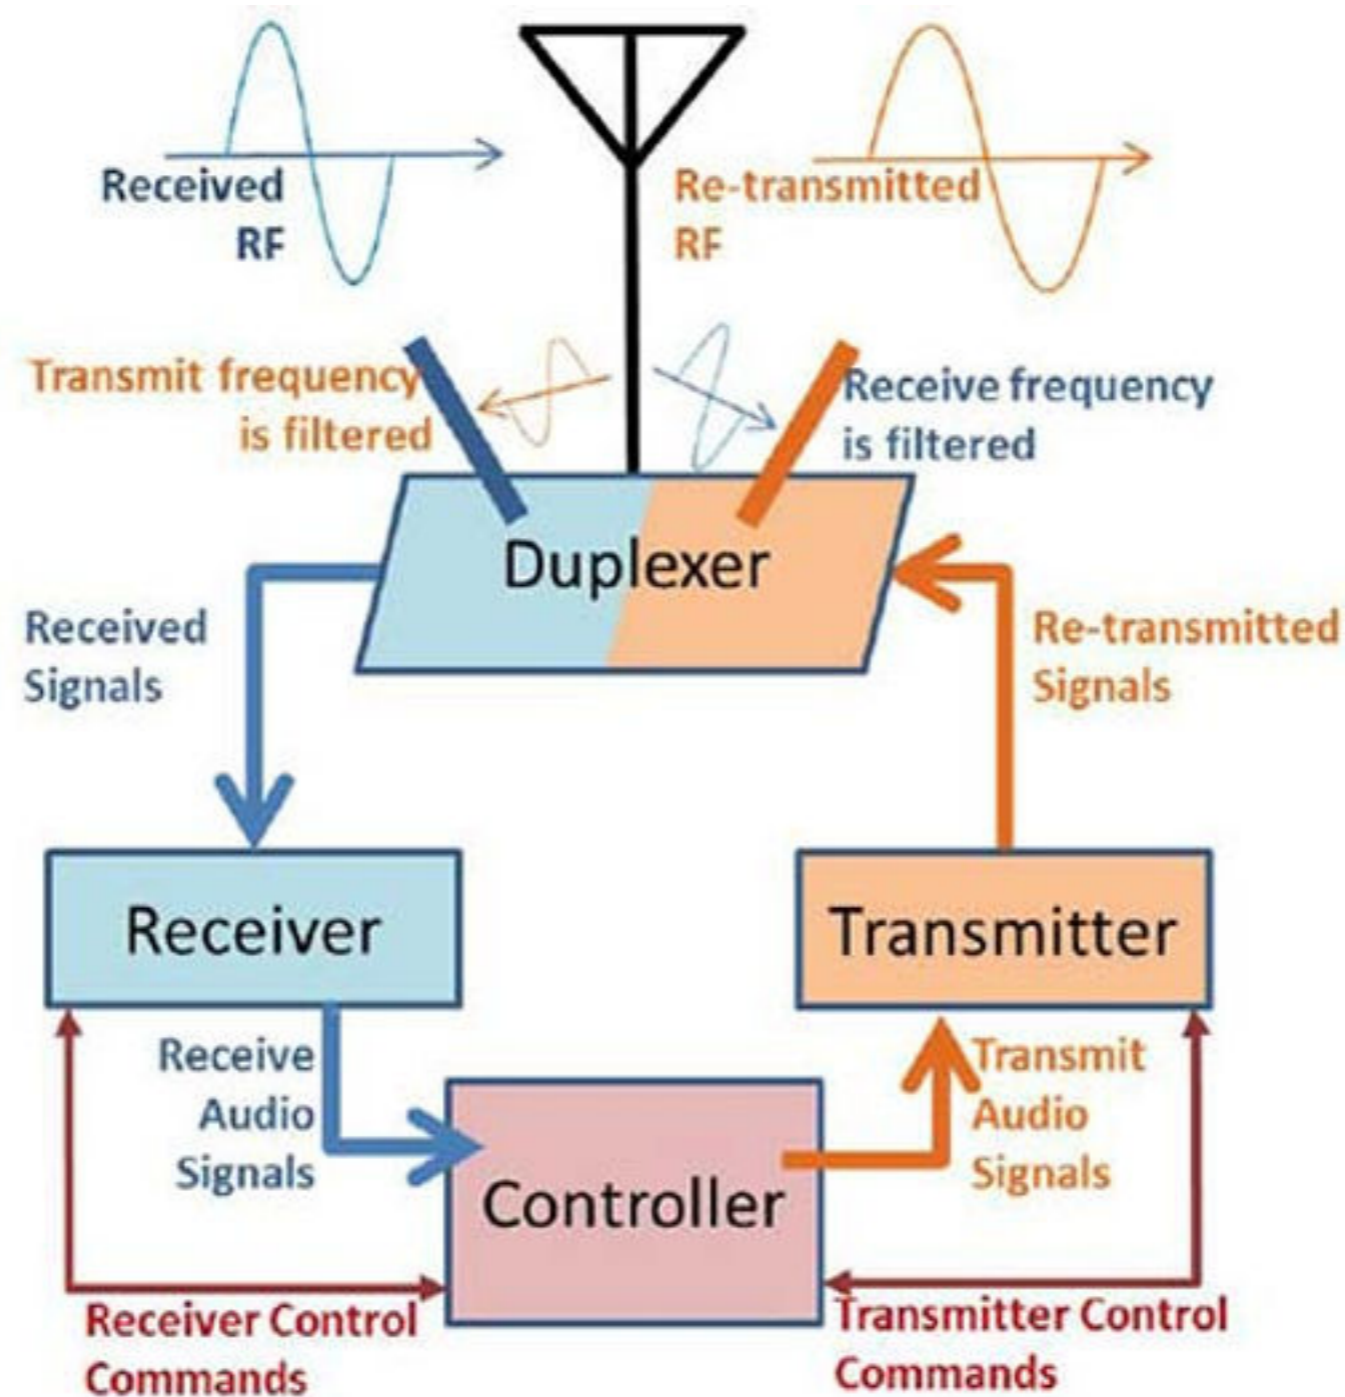 Received
RF
Re-transmitted
RF
Transmit frequency
is filtered
Receive frequency
is filtered
Duplexer
Received
Signals
Re-transmitted
Signals
Receiver
Transmitter
Receive
Audio
Signals
Transmit
Audio
Signals
Controller
Receiver Control
Commands
Transmitter Control
Commands